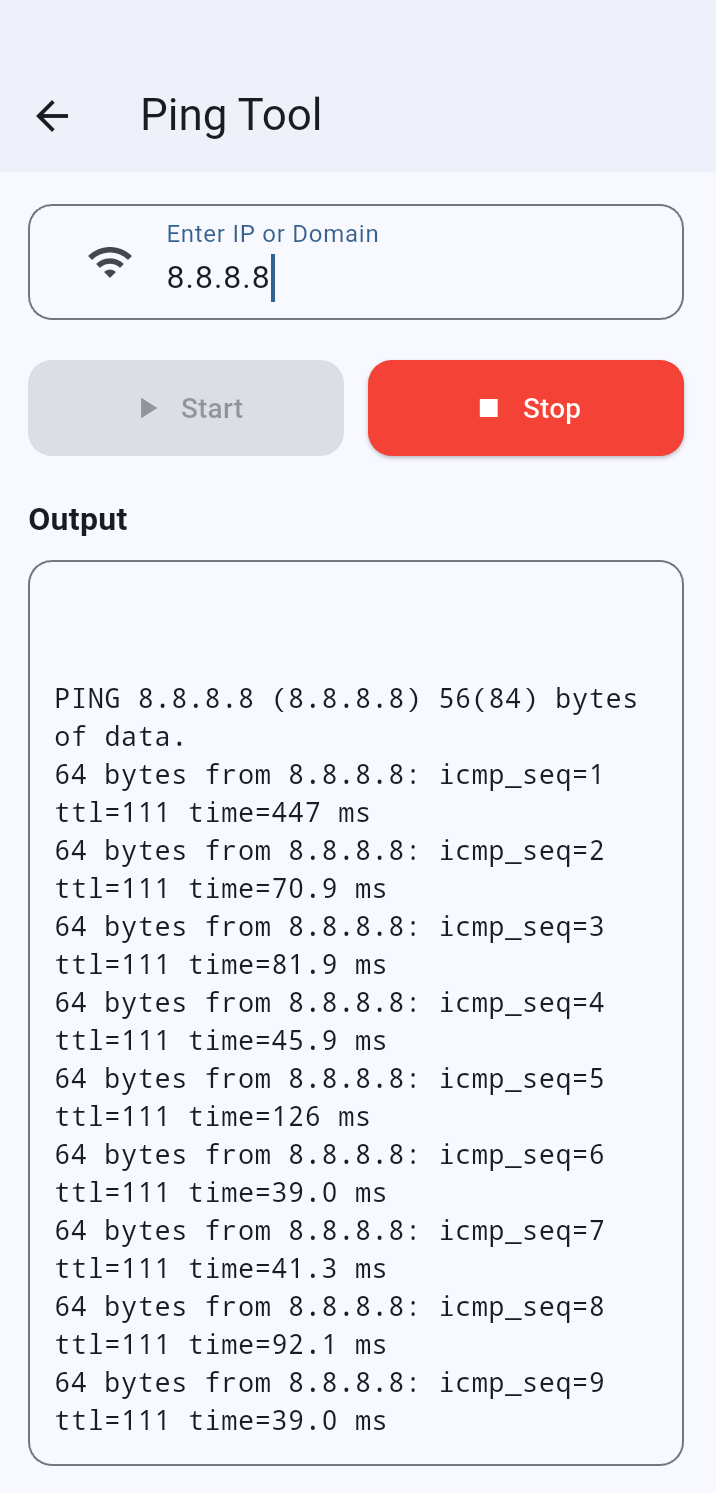 Ping Tool
Enter IP or Domain
8.8.8.8
Start
Stop
Output
PING 8.8.8.8 (8.8.8.8) 56(84) bytes
of data.
64 bytes from 8.8.8.8: icmp_seq=1
ttl=111 time=447 ms
64 bytes from 8.8.8.8: icmp_seq=2
ttl=111 time=70.9 ms
64 bytes from 8.8.8.8: icmp_seq=3
ttl=111 time=81.9 ms
64 bytes from 8.8.8.8: icmp_seq=4
ttl=111 time=45.9 ms
64 bytes from 8.8.8.8: icmp_seq=5
ttl=111 time=126 ms
64 bytes from 8.8.8.8: icmp_seq=6
ttl=111 time=39.0 ms
64 bytes from 8.8.8.8: icmp_seq=7
ttl=111 time=41.3 ms
64 bytes from 8.8.8.8: icmp_seq=8
ttl=111 time=92.1 ms
64 bytes from 8.8.8.8: icmp_seq=9
ttl=111 time=39.0 ms